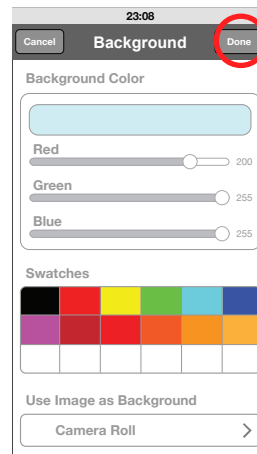 23:08
Cancel Background Done
Background Color
Red
200
Green
255
Blue
255
Swatches
Use Image as Background
Camera Roll